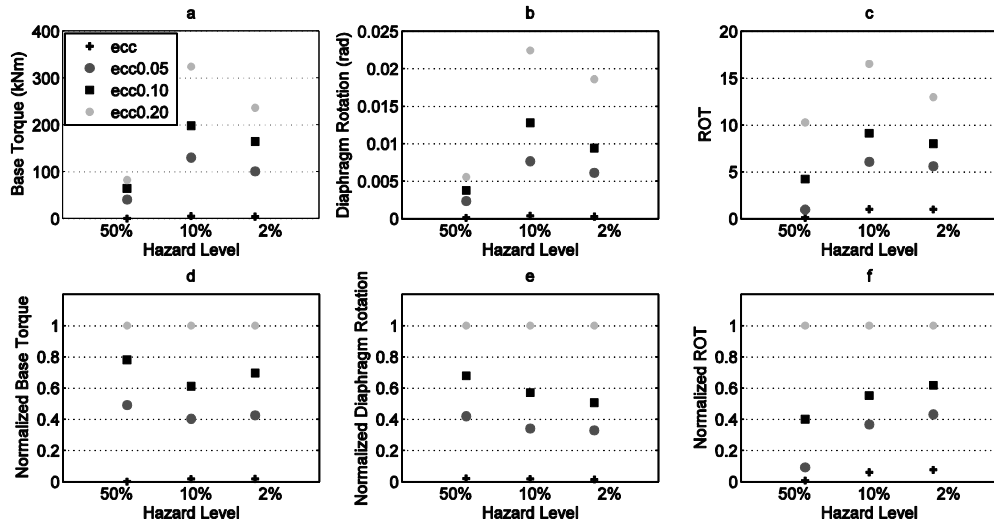 a
Base Torque (kNm)
400
300
200
100
0
ecc
ecc0.05
ecc0.10
ecc0.20
50% 10% 2%
Hazard Level
b
Diaphragm Rotation (rad)
0.025
0.02
0.015
0.01
0.005
0
50% 10% 2%
Hazard Level
c
ROT
20
15
10
5
0
50% 10% 2%
Hazard Level
d
Normalized Base Torque
1
0.8
0.6
0.4
0.2
0
50% 10% 2%
Hazard Level
e
Normalized Diaphragm Rotation
1
0.8
0.6
0.4
0.2
0
50% 10% 2%
Hazard Level
f
Normalized ROT
1
0.8
0.6
0.4
0.2
0
50% 10% 2%
Hazard Level